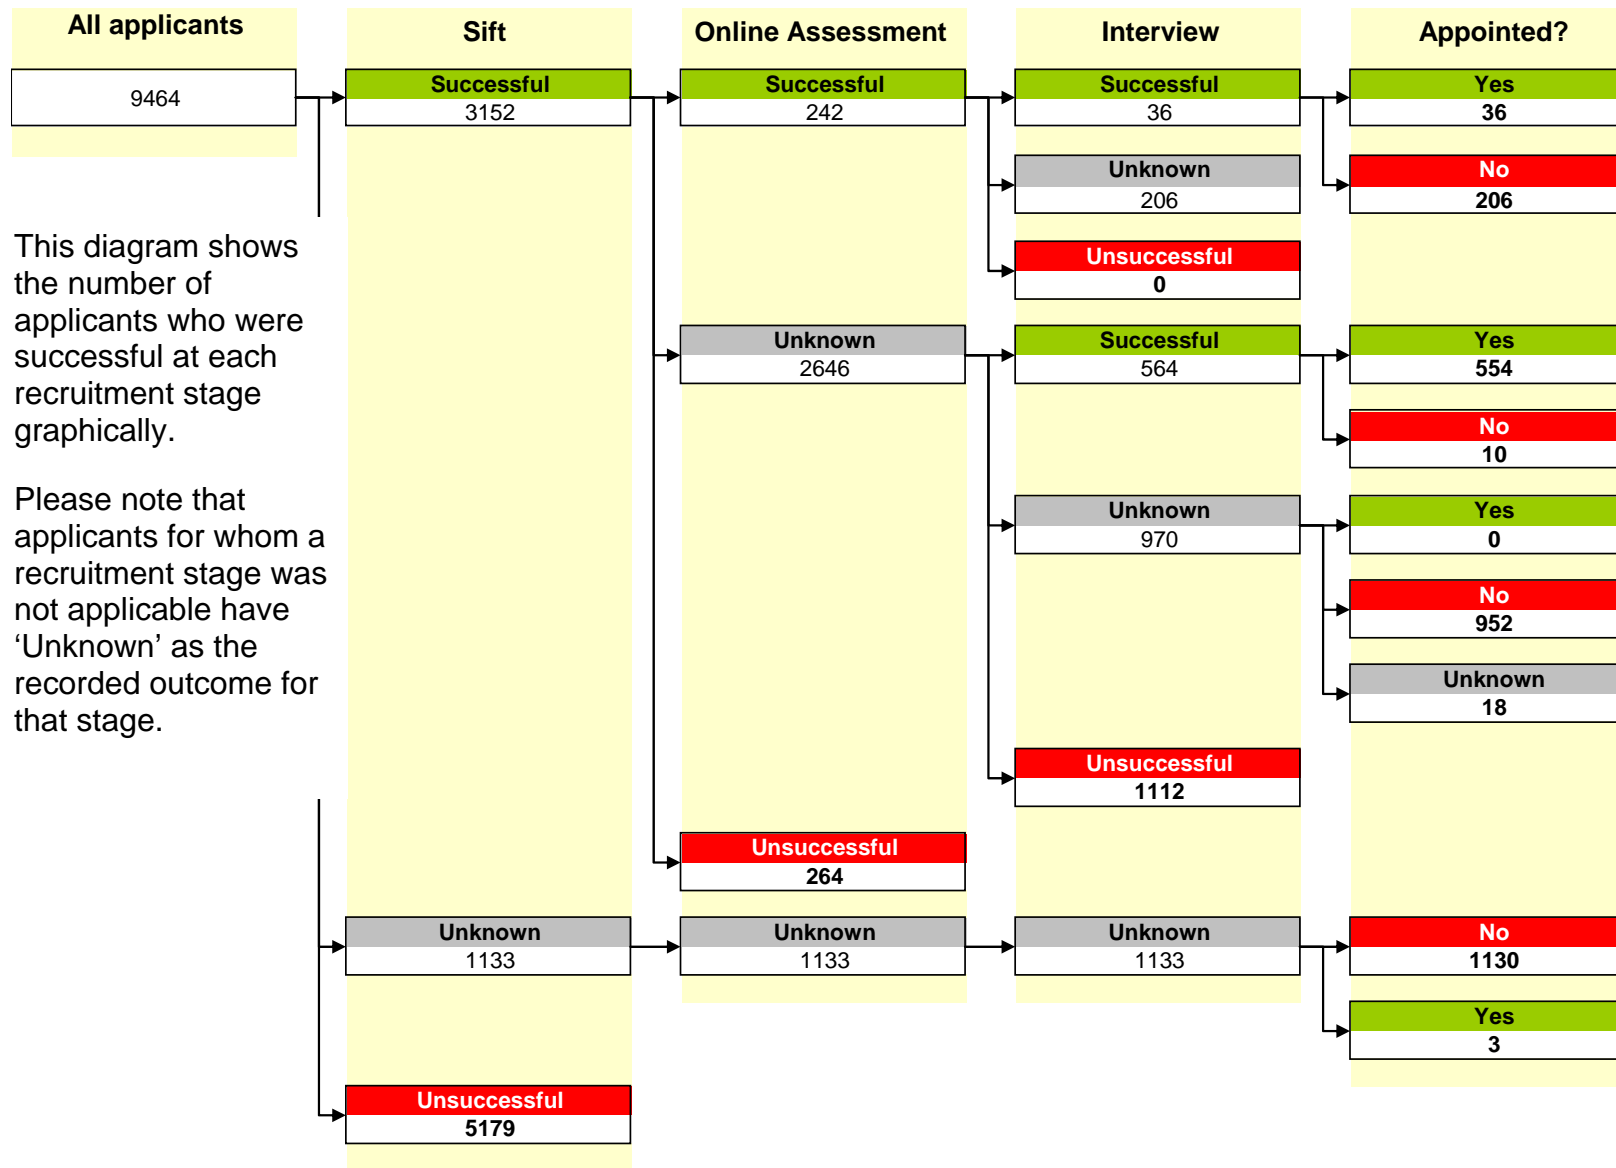 All applicants
Sift
Online Assessment
Interview
Appointed?
9464
Successful
3152
Successful
242
Successful
36
Yes
36
Unknown
206
No
206
Unsuccessful
0
This diagram shows
the number of
applicants who were
successful at each
recruitment stage
graphically.
Please note that
applicants for whom a
recruitment stage was
not applicable have
‘Unknown’ as the
recorded outcome for
that stage.
Unknown
2646
Successful
564
Yes
554
No
10
Unknown
970
Yes
0
No
952
Unknown
18
Unsuccessful
1112
Unsuccessful
264
Unknown
1133
Unknown
1133
Unknown
1133
No
1130
Yes
3
Unsuccessful
5179